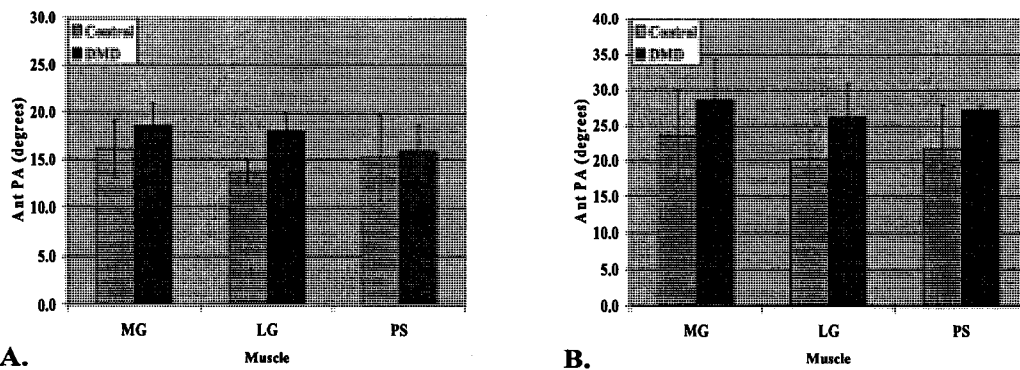 30.0
25.0
20.0
15.0
10.0
5.0
0.0
Ant PA (degrees)
Control
DMD
MG LG PS
Muscle
A.
40.0
35.0
30.0
25.0
20.0
15.0
10.0
5.0
0.0
Ant PA (degrees)
Control
DMD
MG LG PS
Muscle
B.